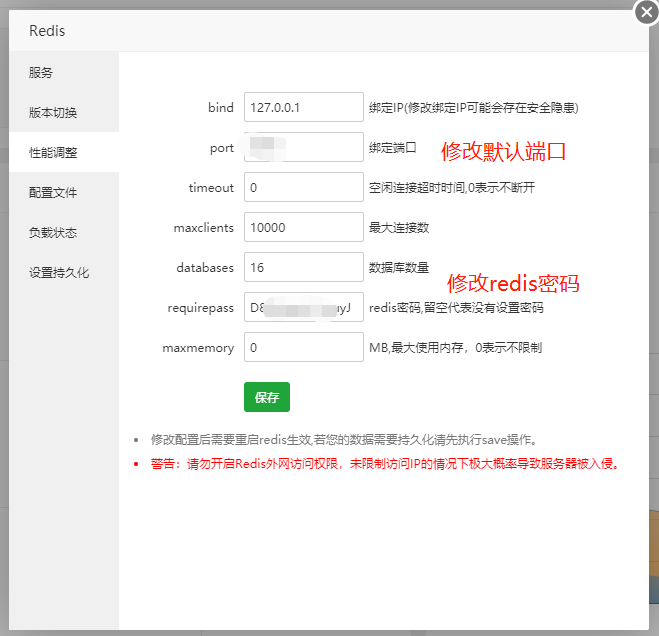 Redis
服务
版本切换
性能调整
配置文件
负载状态
设置持久化
bind 127.0.0.1 绑定IP(修改绑定IP可能会存在安全隐患)
port 绑定端口 修改默认端口
timeout 0 空闲连接超时时间,0表示不断开
maxclients 10000 最大连接数
databases 16 数据库数量
修改redis密码
requirepass redis密码,留空代表没有设置密码
maxmemory 0 MB,最大使用内存，0表示不限制
保存
修改配置后需要重启redis生效,若您的数据需要持久化请先执行save操作。
警告：请勿开启Redis外网访问权限，未限制访问IP的情况下极大概率导致服务器被入侵。